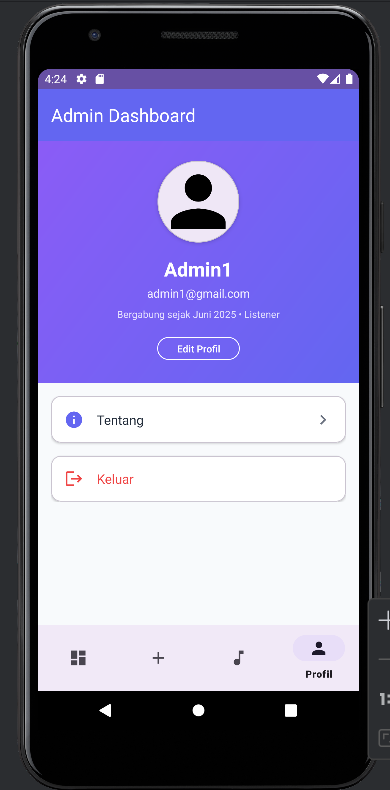 4:24
Admin Dashboard
Admin1
admin1@gmail.com
Bergabung sejak Juni 2025 • Listener
Edit Profil
Tentang
Keluar
Profil